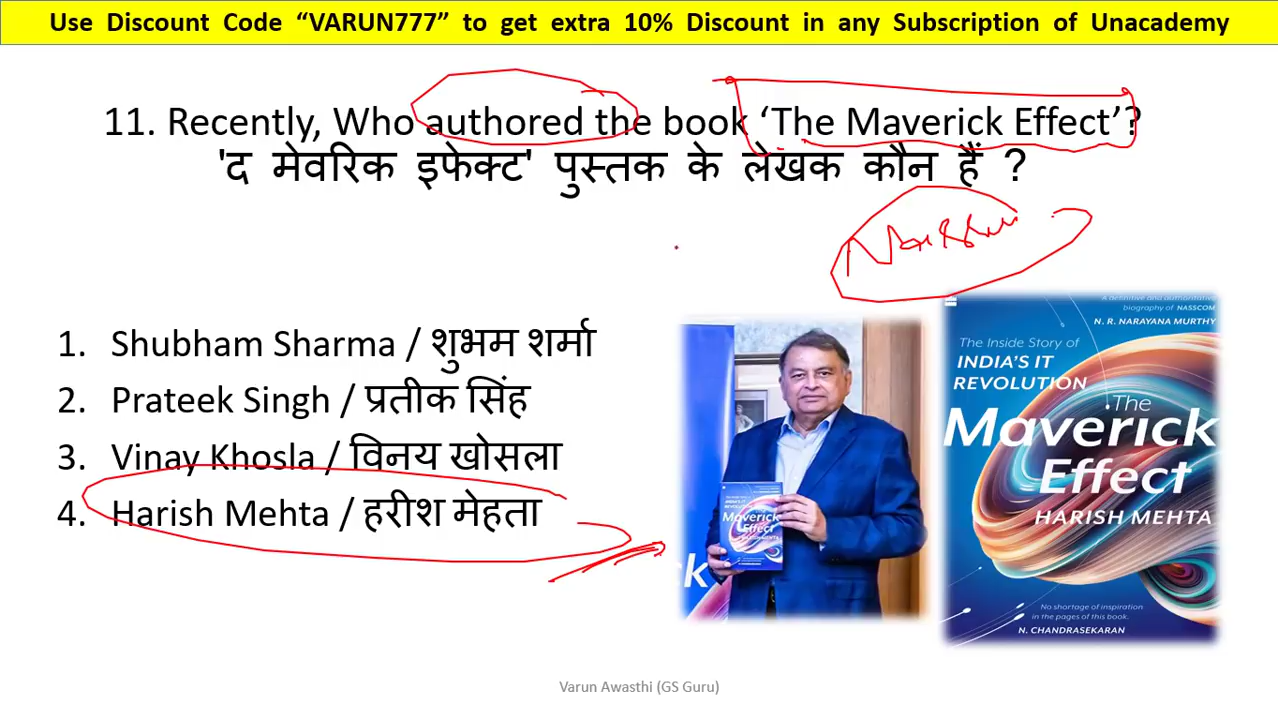 Use Discount Code “VARUN777” to get extra 10% Discount in any Subscription of Unacademy
11. Recently, Who authored the book ‘The Maverick Effect’?
'द मेवरिक इफेक्ट' पुस्तक के लेखक कौन हैं ?
1. Shubham Sharma / शुभम शर्मा
2. Prateek Singh / प्रतीक सिंह
3. Vinay Khosla / विनय खोसला
4. Harish Mehta / हरीश मेहता
A definitive and authoritative
biography of NASSCOM
N. R. NARAYANA MURTHY
The Inside Story of
INDIA'S IT
REVOLUTION
The
Maverick
Effect
HARISH MEHTA
No shortage of inspiration
in the pages of this book.
N. CHANDRASEKARAN
Maverick
Effect
Varun Awasthi (GS Guru)